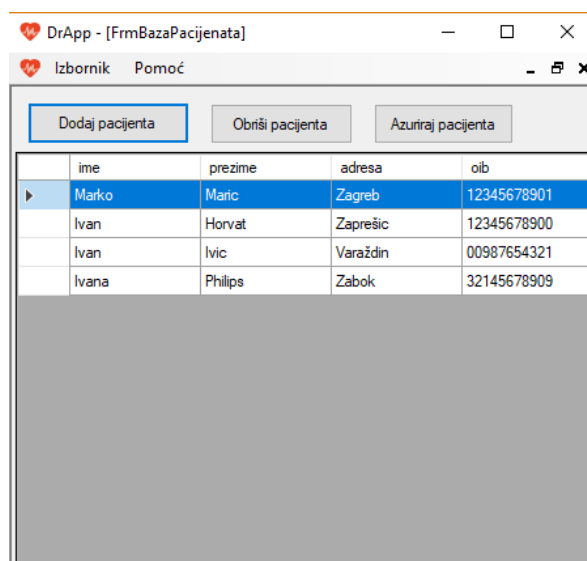 DrApp - [FrmBazaPacijenata]
Izbornik Pomoć
Dodaj pacijenta Obriši pacijenta Azuriraj pacijenta
ime prezime adresa oib
Marko Maric Zagreb 12345678901
Ivan Horvat Zaprešic 12345678900
Ivan Ivic Varaždin 00987654321
Ivana Philips Zabok 32145678909